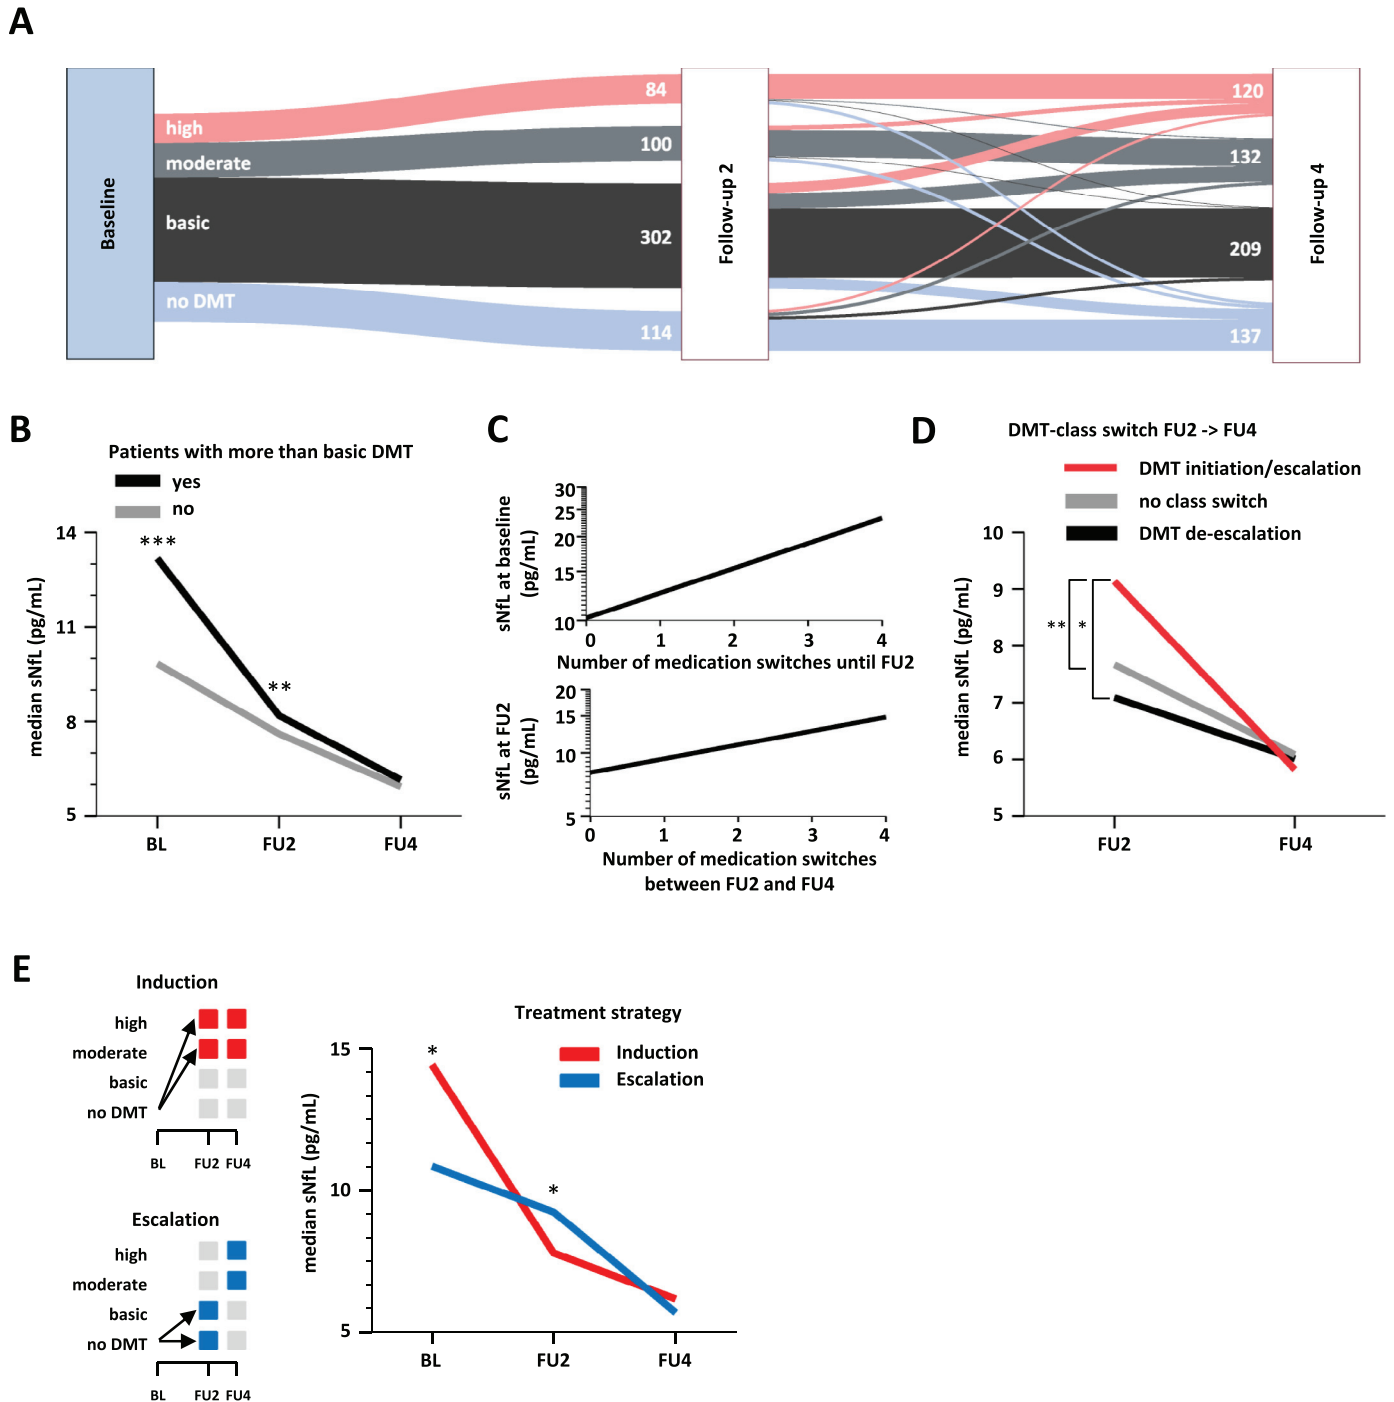 A
Baseline
high
moderate
basic
no DMT
84
100
302
114
Follow-up 2
120
132
209
137
Follow-up 4
B
Patients with more than basic DMT
yes
no
median sNfL (pg/mL)
14
11
8
5
***
**
BL
FU2
FU4
C
sNfL at baseline
(pg/mL)
30
25
20
15
10
0
1
2
3
4
Number of medication switches until FU2
sNfL at FU2
(pg/mL)
20
15
10
5
0
1
2
3
4
Number of medication switches
between FU2 and FU4
D
DMT-class switch FU2 -> FU4
DMT initiation/escalation
no class switch
DMT de-escalation
median sNfL (pg/mL)
10
9
8
7
6
5
**
*
FU2
FU4
E
Induction
high
moderate
basic
no DMT
BL
FU2
FU4
Escalation
high
moderate
basic
no DMT
BL
FU2
FU4
Treatment strategy
Induction
Escalation
median sNfL (pg/mL)
15
10
5
*
*
BL
FU2
FU4